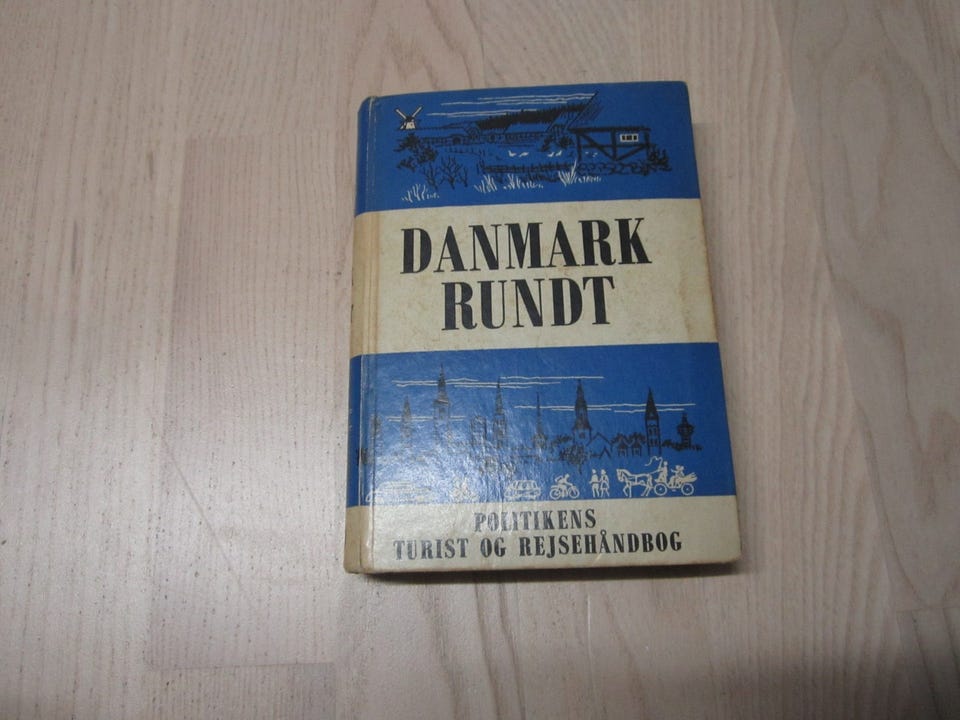 DANMARK
RUNDT
POLITIKENS
TURIST OG REJSEHÅNDBOG